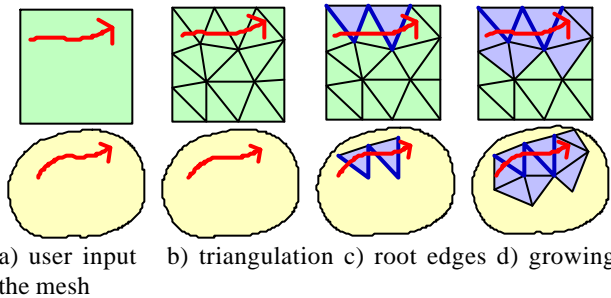 a) user input b) triangulation c) root edges d) growing
the mesh